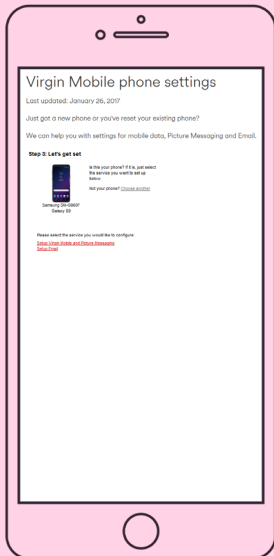 Virgin Mobile phone settings
Last updated: January 26, 2017
Just got a new phone or you've reset your existing phone?
We can help you with settings for mobile data, Picture Messaging and Email.
Step 3: Let's get set
Is this your phone? If it is, just select
the service you want to set up
below
Not your phone? Choose another
Samsung
Galaxy S9
Please select the service you would like to configure:
Setup Virgin Mobile and Picture Messaging
Setup Email